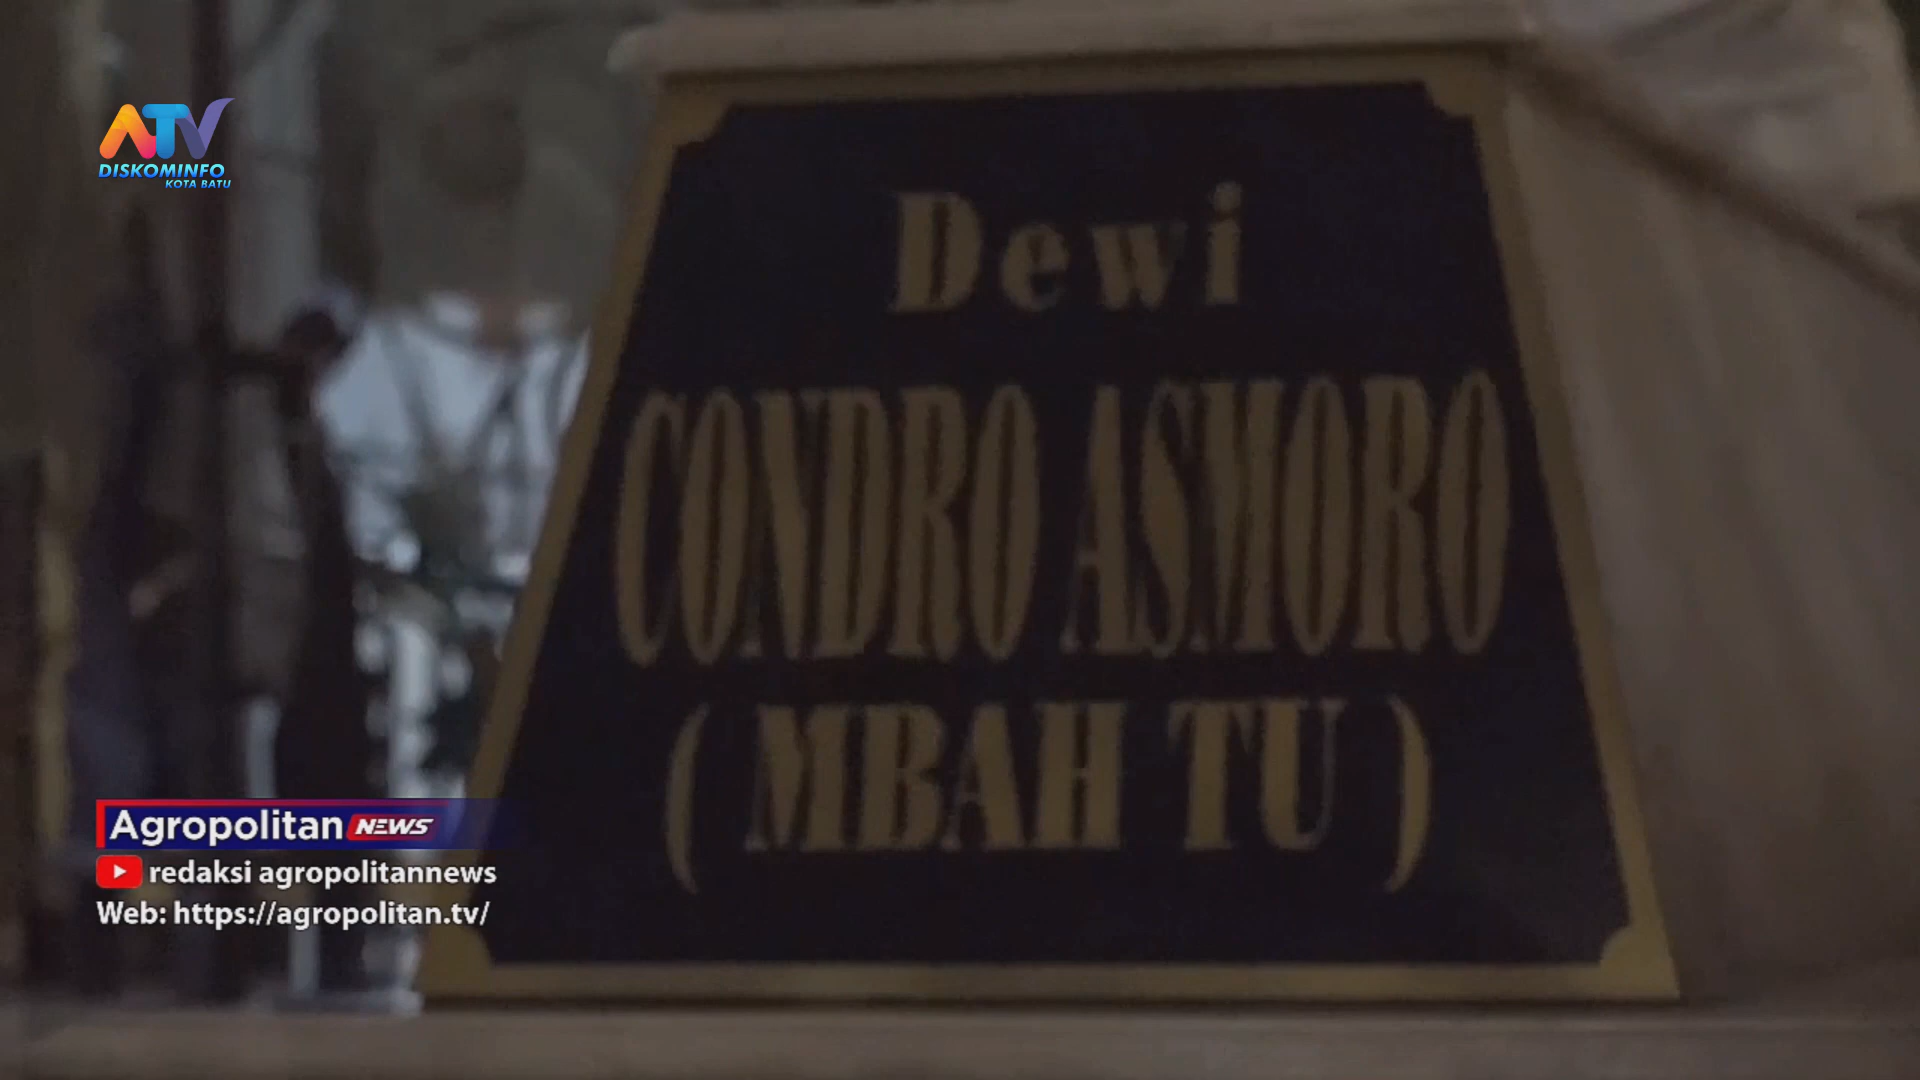 ATV
DISKOMINFO
KOTA BATU
Dewi
CONDRO ASMORO
( MBAH TU )
Agropolitan NEWS
redaksi agropolitannews
Web: https://agropolitan.tv/